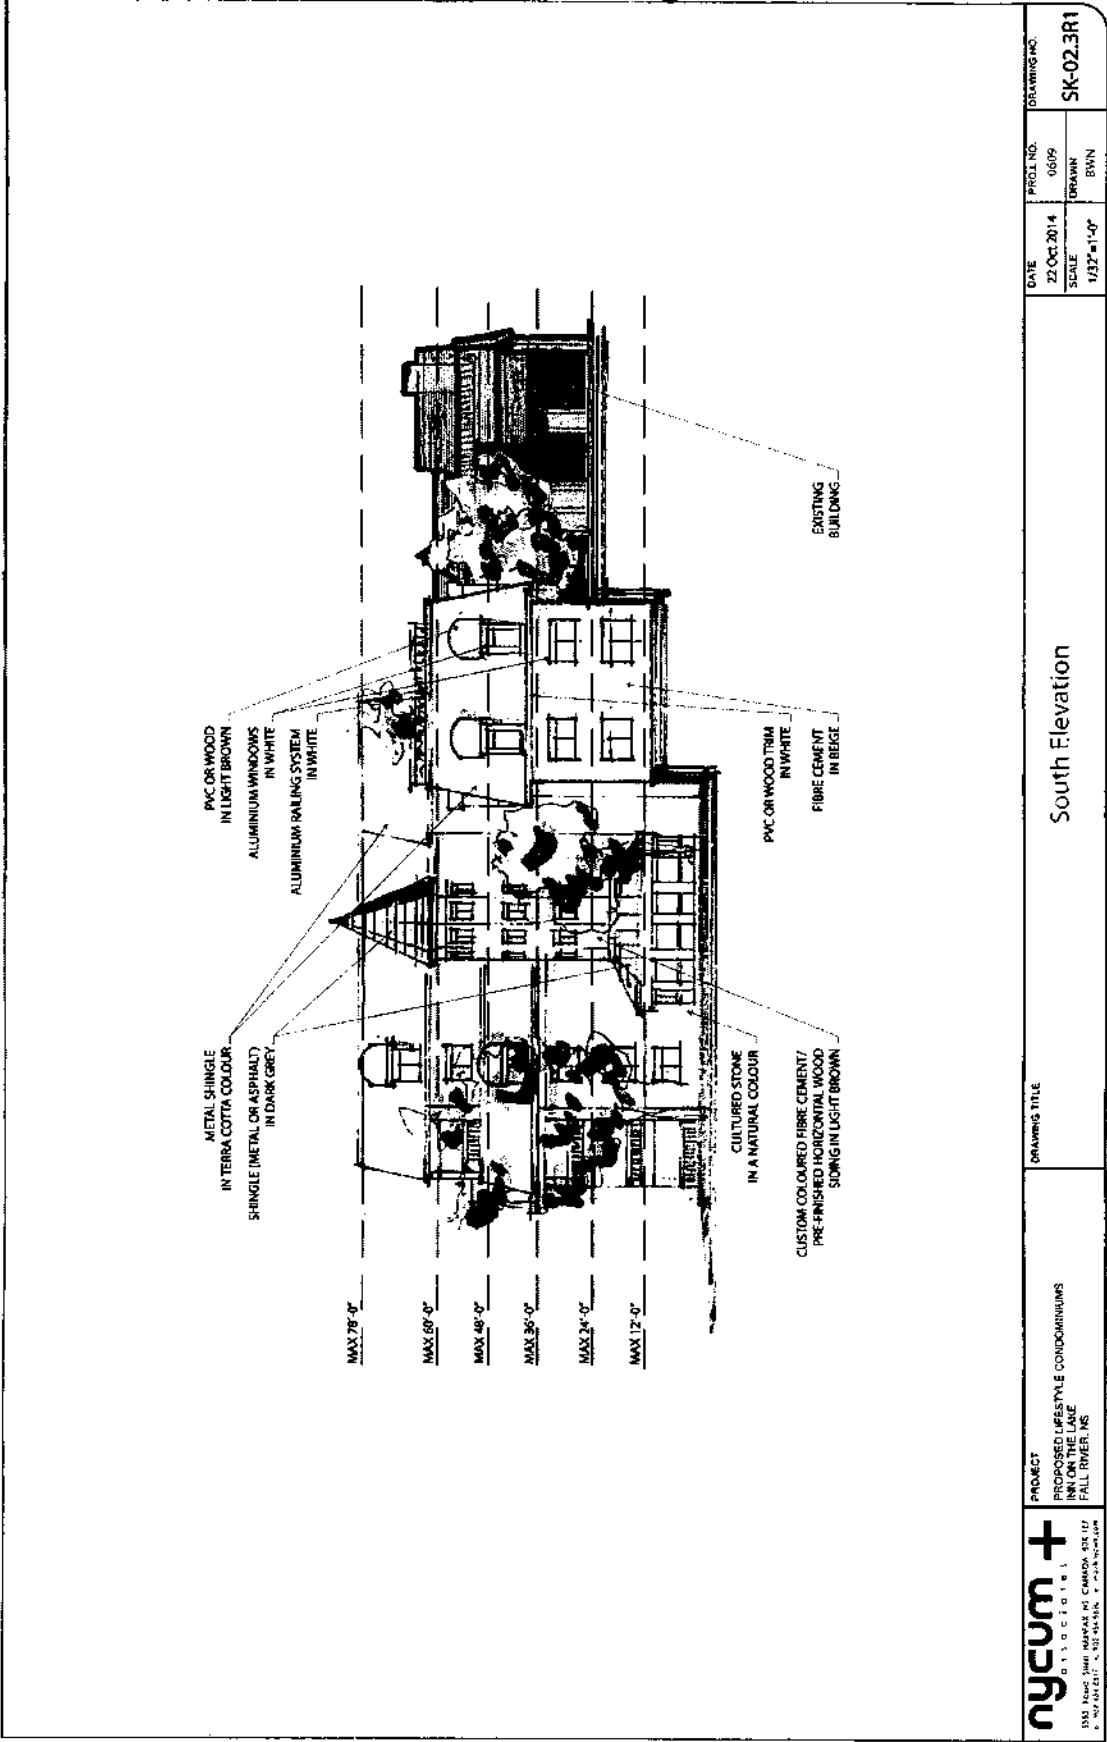 PVC OR WOOD
IN LIGHT BROWN
ALUMINIUM WINDOWS
IN WHITE
ALUMINIUM RAILING SYSTEM
IN WHITE
METAL SHINGLE
IN TERRA COTTA COLOUR
SHINGLE (METAL OR ASPHALT)
IN DARK GREY
MAX 78'-0"
MAX 60'-0"
MAX 48'-0"
MAX 36'-0"
MAX 24'-0"
MAX 12'-0"
CULTURED STONE
IN A NATURAL COLOUR
CUSTOM COLOURED FIBRE CEMENT/
PRE-FINISHED HORIZONTAL WOOD
SIDING IN LIGHT BROWN
PVC OR WOOD TRIM
IN WHITE
FIBRE CEMENT
IN BEIGE
EXISTING
BUILDING
nycum +
associates
HALIFAX NS CANADA
PROJECT
PROPOSED LIFESTYLE CONDOMINIUMS
INN ON THE LAKE
FALL RIVER, NS
DRAWING TITLE
South Elevation
DATE
22 Oct 2014
SCALE
1/32"=1'-0"
PROJ. NO.
0609
DRAWN
BWN
DRAWING NO.
SK-02.3R1